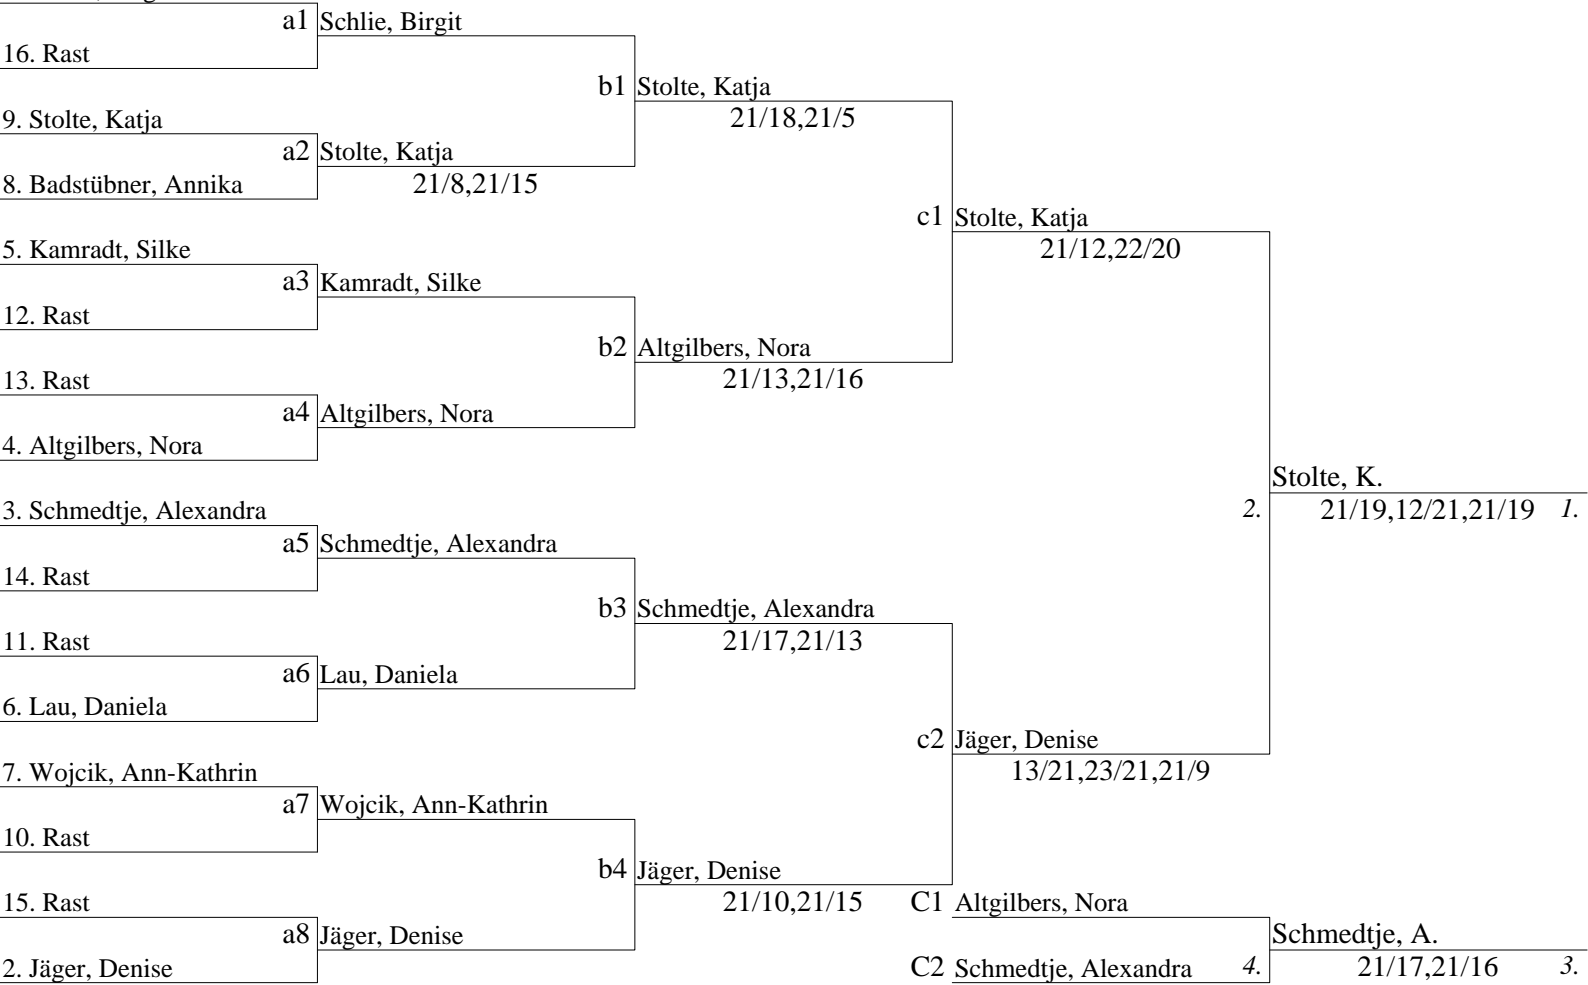 a1 Schlie, Birgit
16. Rast
b1 Stolte, Katja
21/18,21/5
9. Stolte, Katja
a2 Stolte, Katja
8. Badstübner, Annika
21/8,21/15
c1 Stolte, Katja
21/12,22/20
5. Kamradt, Silke
a3 Kamradt, Silke
12. Rast
b2 Altgilbers, Nora
21/13,21/16
13. Rast
a4 Altgilbers, Nora
4. Altgilbers, Nora
Stolte, K.
2. 21/19,12/21,21/19 1.
3. Schmedtje, Alexandra
a5 Schmedtje, Alexandra
14. Rast
b3 Schmedtje, Alexandra
21/17,21/13
11. Rast
a6 Lau, Daniela
6. Lau, Daniela
c2 Jäger, Denise
13/21,23/21,21/9
7. Wojcik, Ann-Kathrin
a7 Wojcik, Ann-Kathrin
10. Rast
b4 Jäger, Denise
21/10,21/15
15. Rast
C1 Altgilbers, Nora
a8 Jäger, Denise
Schmedtje, A.
2. Jäger, Denise
C2 Schmedtje, Alexandra 4. 21/17,21/16 3.